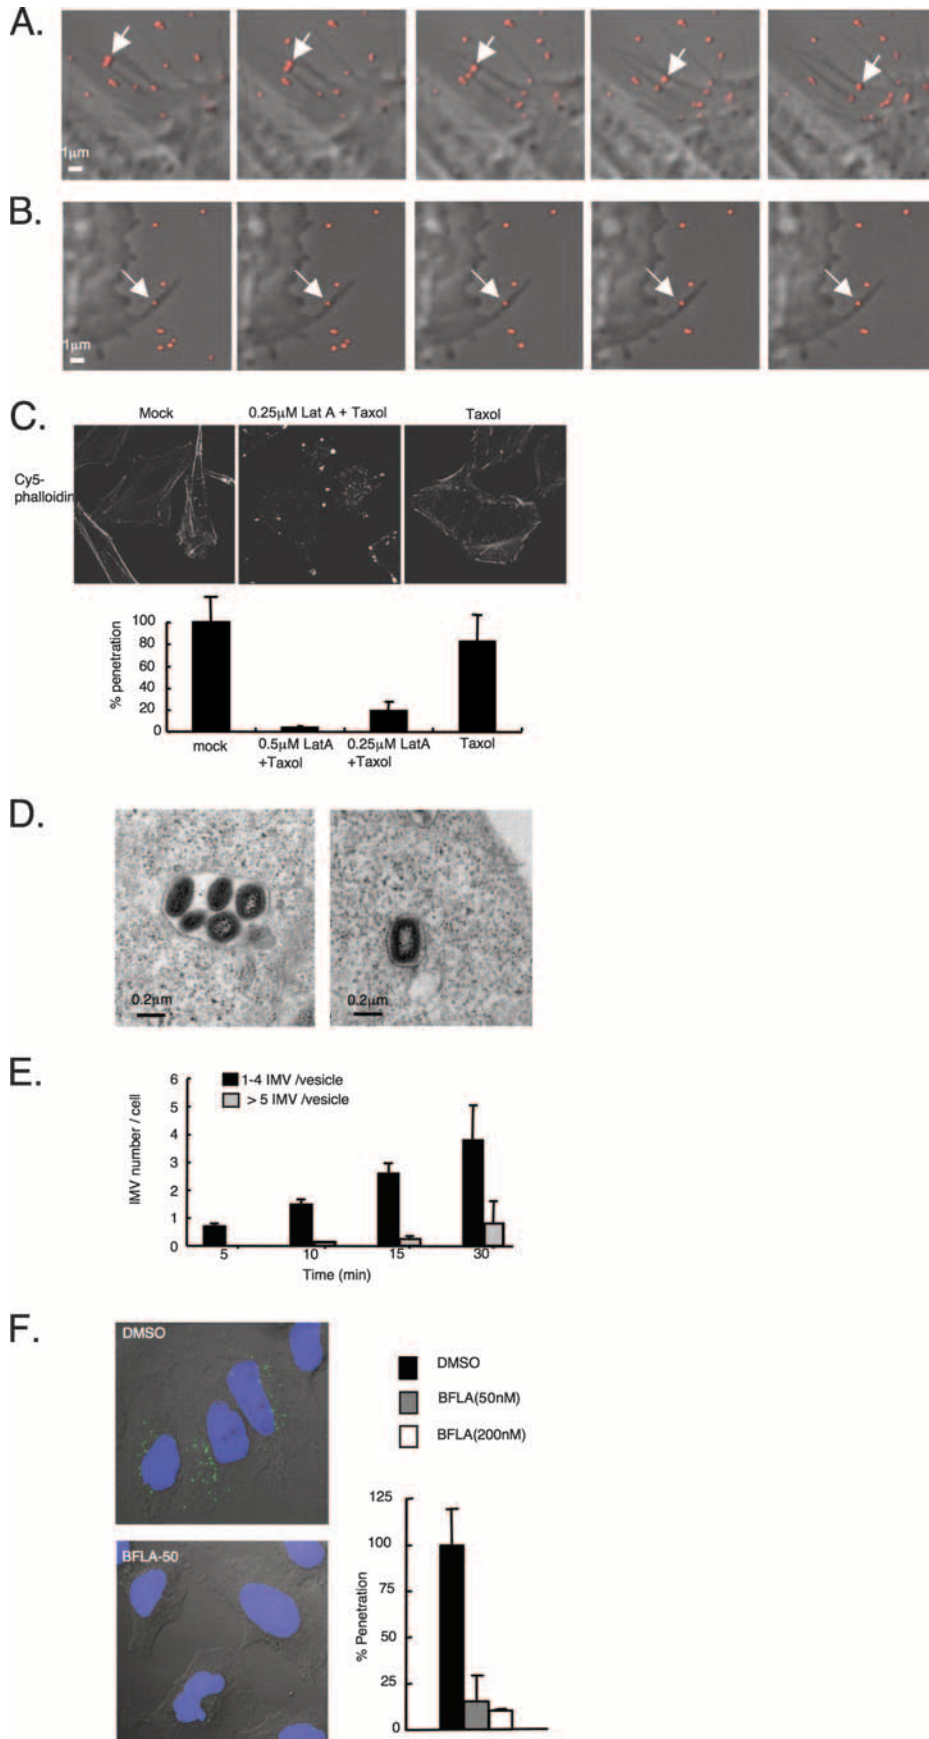 A.
1µm
B.
1µm
C.
Mock
0.25µM Lat A + Taxol
Taxol
Cy5-
phalloidin
% penetration
100
80
60
40
20
0
mock
0.5µM LatA
+Taxol
0.25µM LatA
+Taxol
Taxol
D.
0.2µm
0.2µm
E.
IMV number / cell
6
5
4
3
2
1
0
1-4 IMV /vesicle
> 5 IMV /vesicle
5
10
15
30
Time (min)
F.
DMSO
BFLA-50
DMSO
BFLA(50nM)
BFLA(200nM)
% Penetration
125
100
75
50
25
0